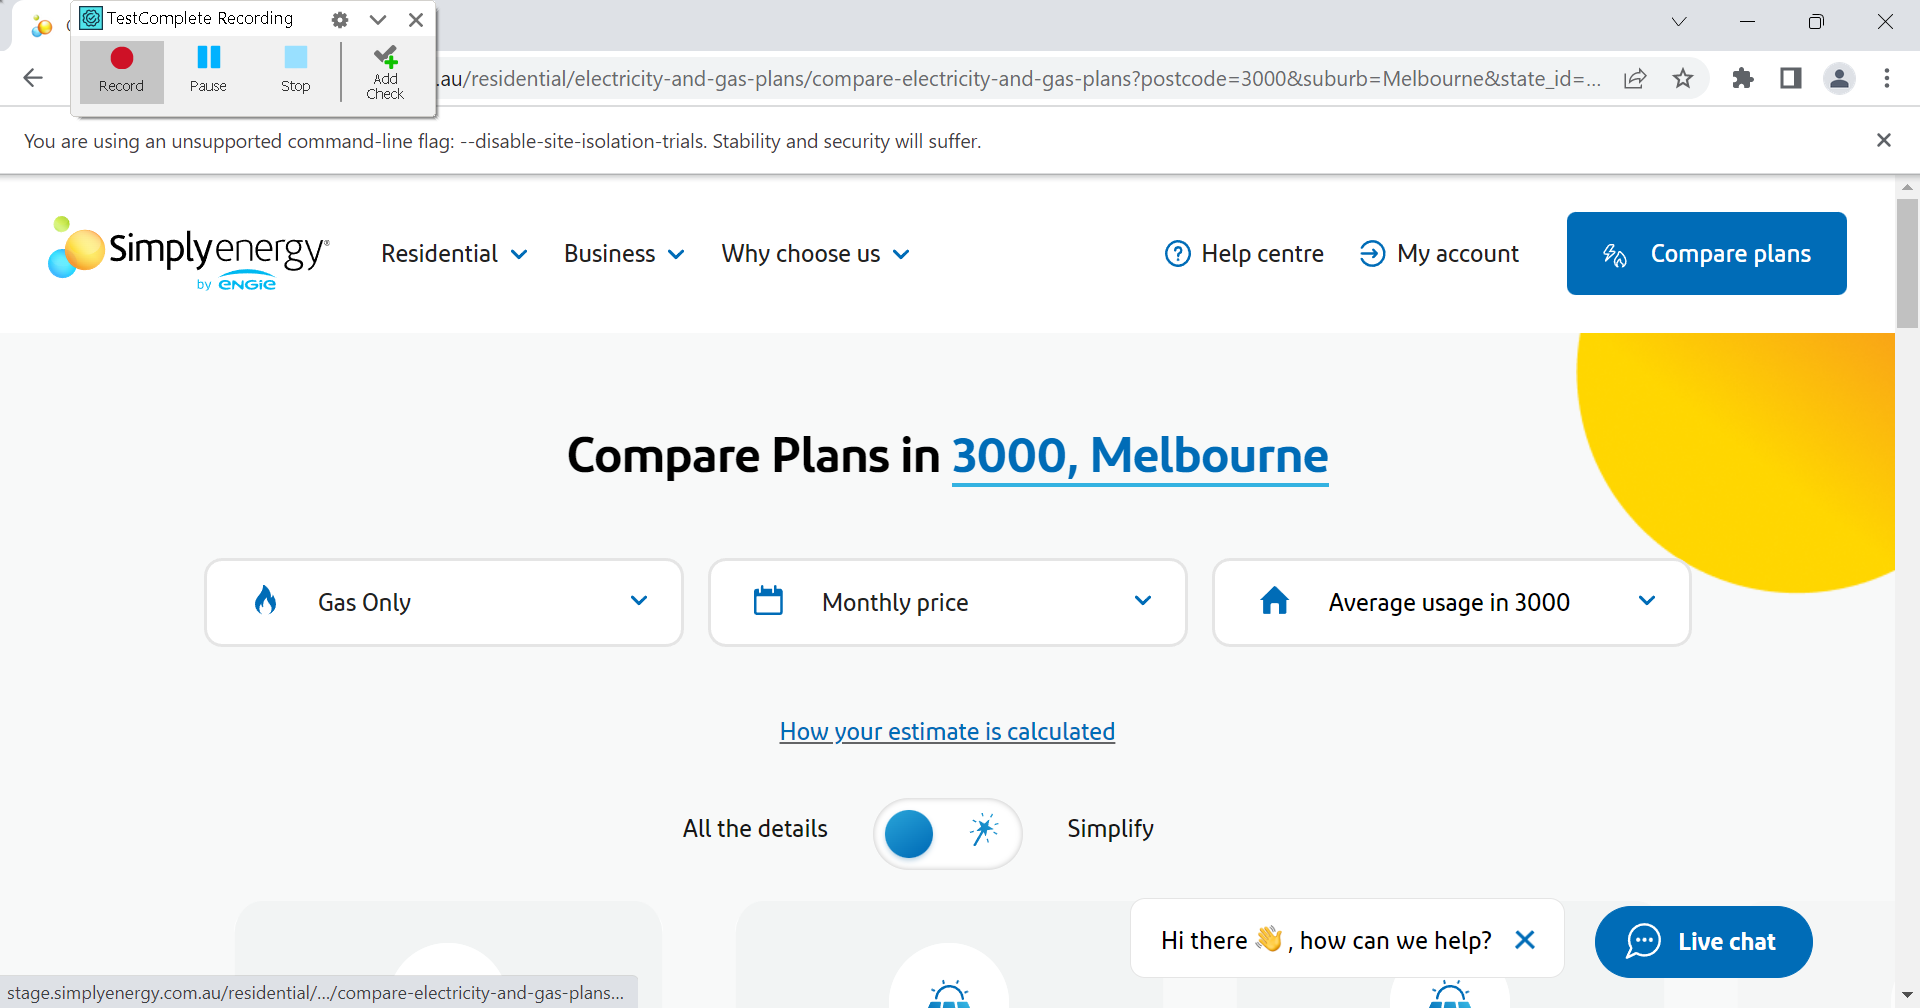 TestComplete Recording
Record
Pause
Stop
Add
Check
.au/residential/electricity-and-gas-plans/compare-electricity-and-gas-plans?postcode=3000&suburb=Melbourne&state_id=...
You are using an unsupported command-line flag: --disable-site-isolation-trials. Stability and security will suffer.
Simplyenergy®
by ENGIE
Residential
Business
Why choose us
Help centre
My account
Compare plans
Compare Plans in 3000, Melbourne
Gas Only
Monthly price
Average usage in 3000
How your estimate is calculated
All the details
Simplify
Hi there 👋, how can we help?
Live chat
stage.simplyenergy.com.au/residential/.../compare-electricity-and-gas-plans...